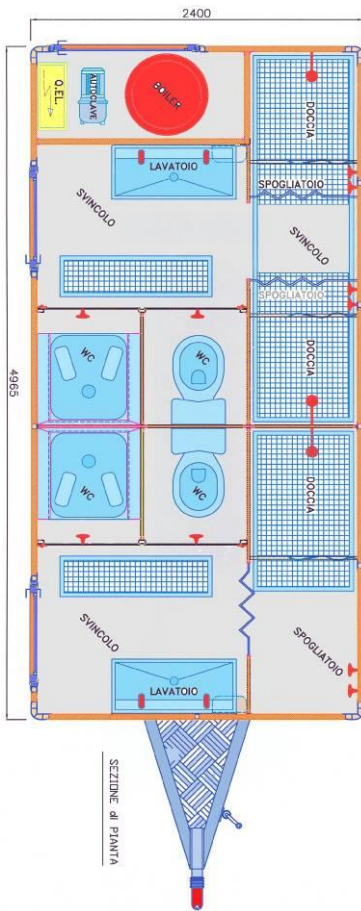 2400
4965
Q.EL.
AUTOCLAVE
BOILER
DOCCIA
LAVATOIO
SPOGLIATOIO
SVINCOLO
SVINCOLO
SPOGLIATOIO
WC
WC
DOCCIA
WC
WC
DOCCIA
SVINCOLO
SPOGLIATOIO
LAVATOIO
SEZIONE di PIANTA